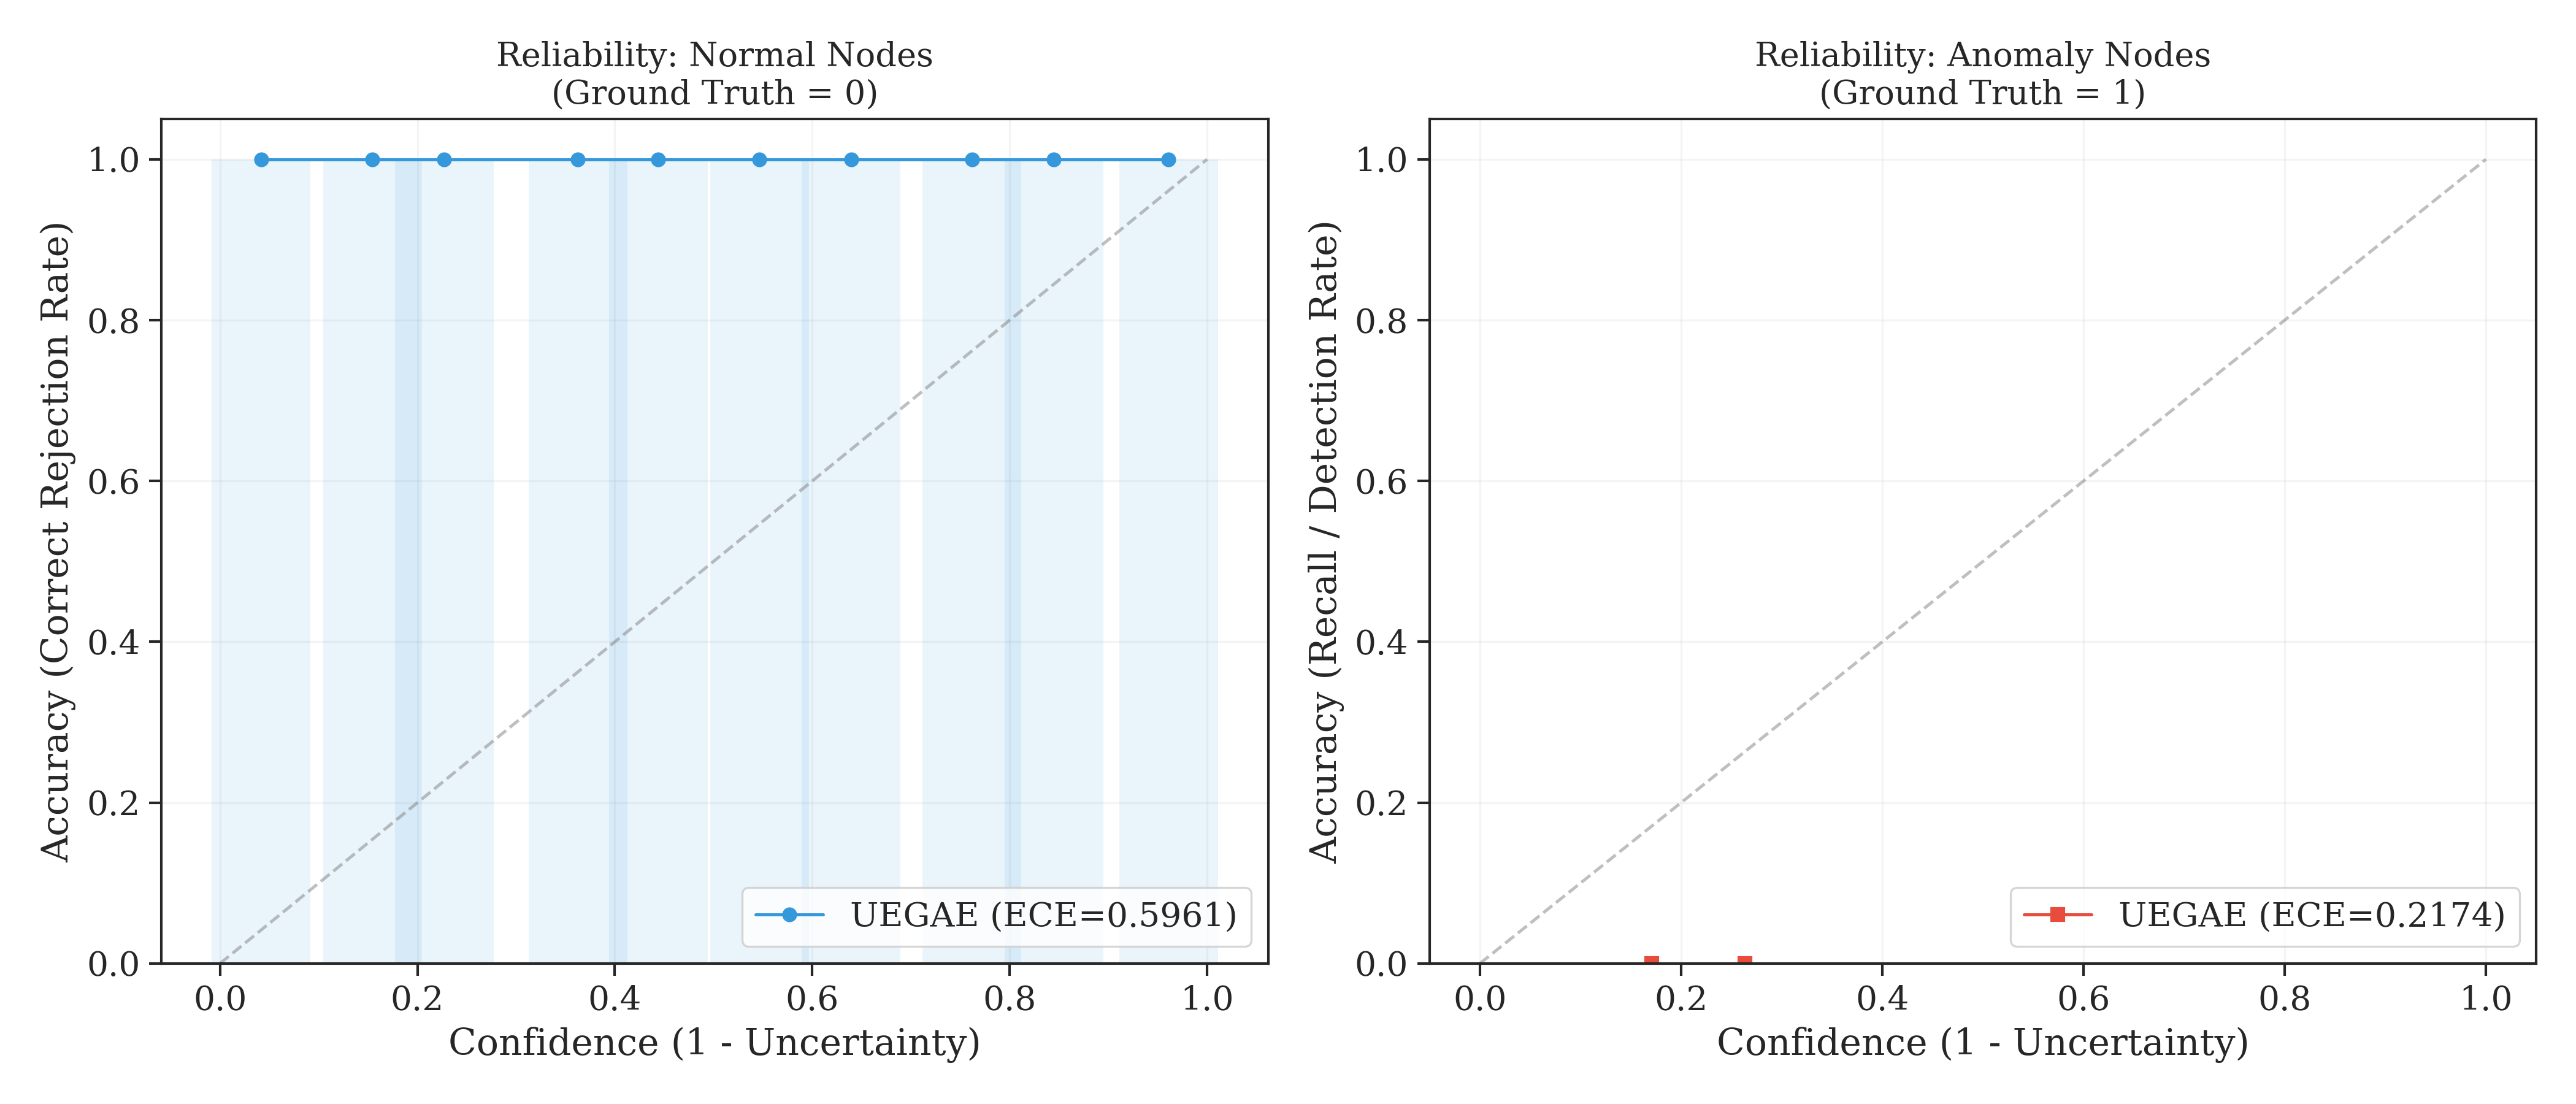 Reliability: Normal Nodes
(Ground Truth = 0)
Accuracy (Correct Rejection Rate)
1.0
0.8
0.6
0.4
0.2
0.0
0.0 0.2 0.4 0.6 0.8 1.0
Confidence (1 - Uncertainty)
UEGAE (ECE=0.5961)
Reliability: Anomaly Nodes
(Ground Truth = 1)
Accuracy (Recall / Detection Rate)
1.0
0.8
0.6
0.4
0.2
0.0
0.0 0.2 0.4 0.6 0.8 1.0
Confidence (1 - Uncertainty)
UEGAE (ECE=0.2174)